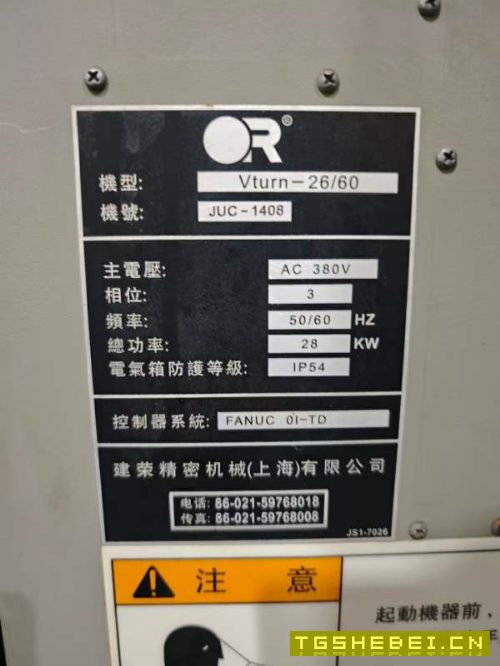 OR®
機型: Vturn-26/60
機號: JUC-1408
主電壓: AC 380V
相位: 3
頻率: 50/60 HZ
總功率: 28 KW
電氣箱防護等級: IP54
控制器系統: FANUC 0i-TD
建荣精密机械(上海)有限公司
电话: 86-021-59768018
传真: 86-021-59768008
JS1-7026
注 意
起動機器前，
TGSHEBEI.CN